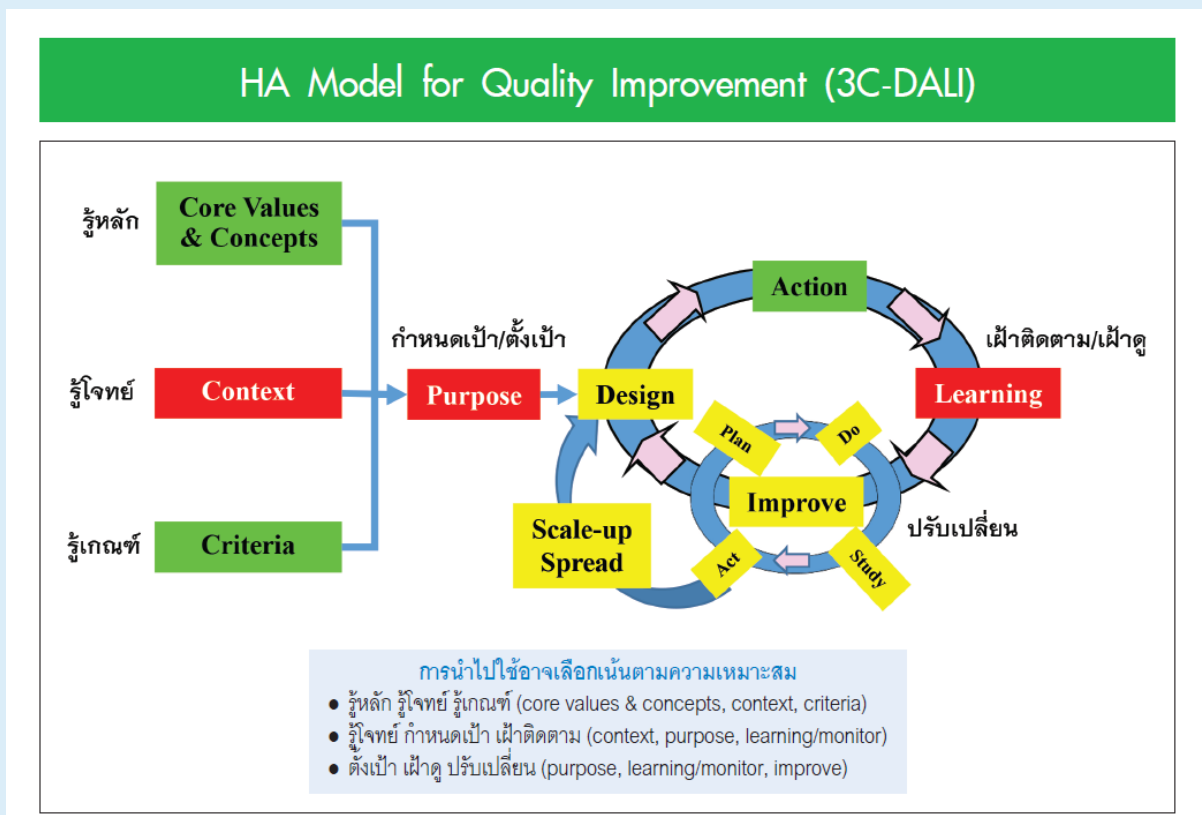 HA Model for Quality Improvement (3C-DALI)
รู้หลัก
Core Values
& Concepts
Action
กำหนดเป้า/ตั้งเป้า
เฝ้าติดตาม/เฝ้าดู
รู้โจทย์
Context
Purpose
Design
Learning
Plan
Do
Improve
ปรับเปลี่ยน
Scale-up
Spread
รู้เกณฑ์
Criteria
Act
Study
การนำไปใช้อาจเลือกเน้นตามความเหมาะสม
● รู้หลัก รู้โจทย์ รู้เกณฑ์ (core values & concepts, context, criteria)
● รู้โจทย์ กำหนดเป้า เฝ้าติดตาม (context, purpose, learning/monitor)
● ตั้งเป้า เฝ้าดู ปรับเปลี่ยน (purpose, learning/monitor, improve)